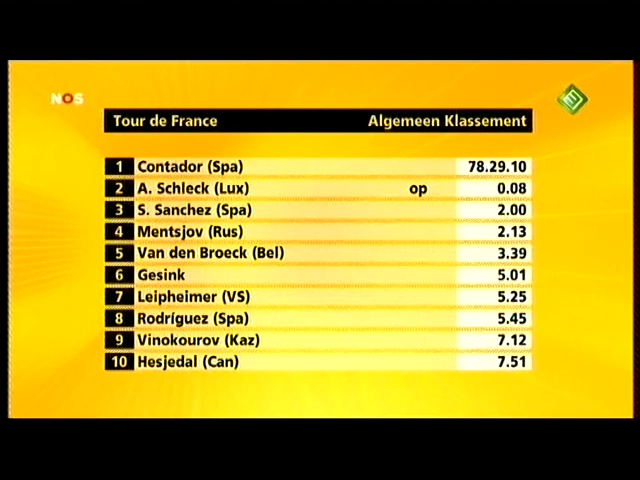 NOS
Tour de France Algemeen Klassement
1 Contador (Spa) 78.29.10
2 A. Schleck (Lux) op 0.08
3 S. Sanchez (Spa) 2.00
4 Mentsjov (Rus) 2.13
5 Van den Broeck (Bel) 3.39
6 Gesink 5.01
7 Leipheimer (VS) 5.25
8 Rodríguez (Spa) 5.45
9 Vinokourov (Kaz) 7.12
10 Hesjedal (Can) 7.51